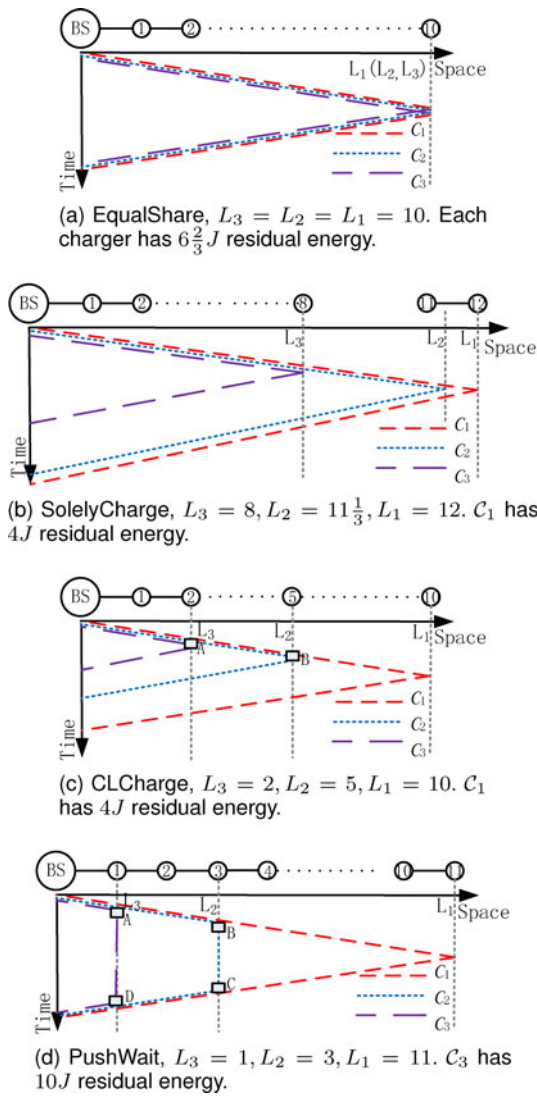 BS 1 2 10
L₁(L₂,L₃) Space
C₁
C₂
C₃
Time
(a) EqualShare, L₃ = L₂ = L₁ = 10. Each
charger has 6⅔J residual energy.
BS 1 2 8 11 12
L₃ L₂ L₁
Space
C₁
C₂
C₃
Time
(b) SolelyCharge, L₃ = 8, L₂ = 11⅓, L₁ = 12. C₁ has
4J residual energy.
BS 1 2 5 10
L₃ L₂ L₁ Space
A
B
C₁
C₂
C₃
Time
(c) CLCharge, L₃ = 2, L₂ = 5, L₁ = 10. C₁
has 4J residual energy.
BS 1 2 3 4 10 11
L₃ L₂ L₁ Space
A B
D C
C₁
C₂
C₃
Time
(d) PushWait, L₃ = 1, L₂ = 3, L₁ = 11. C₃ has
10J residual energy.